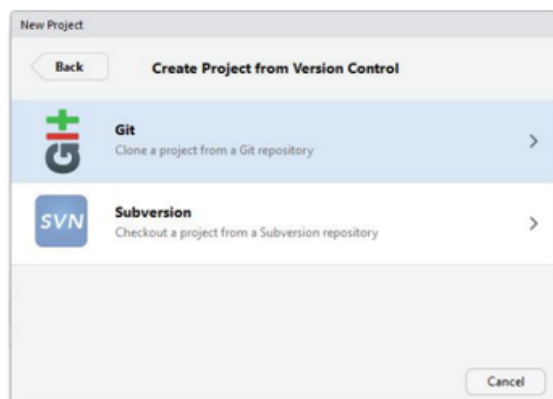 New Project
Back
Create Project from Version Control
git
Git
Clone a project from a Git repository
SVN
Subversion
Checkout a project from a Subversion repository
Cancel